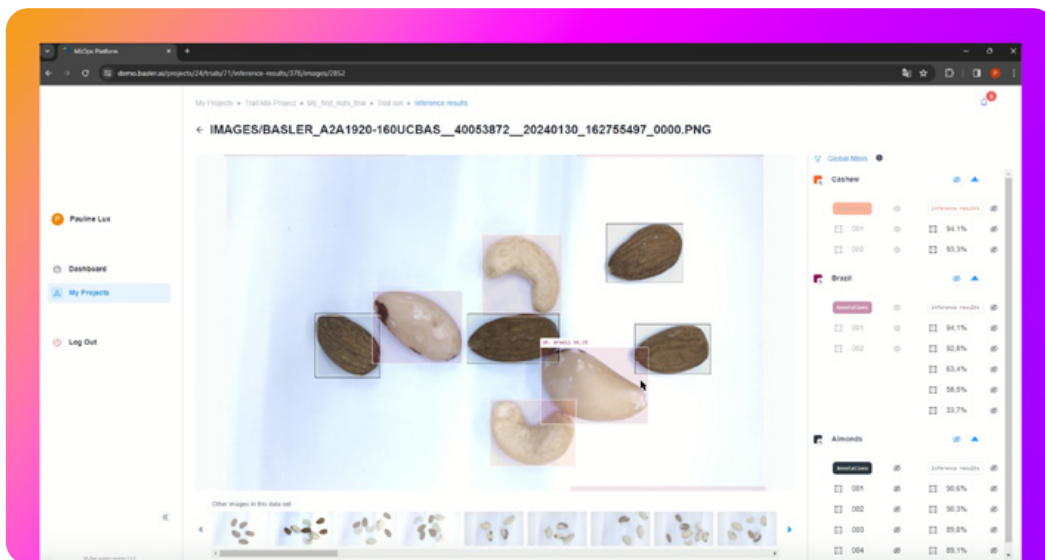 MLOps Platform
demo.basler.ai/projects/24/trials/71/inference-results/378/images/2852
My Projects Trail Mix Project My_first_nuts_trial Trial run Inference results
IMAGES/BASLER_A2A1920-160UCBAS__40053872__20240130_162755497_0000.PNG
Pauline Lux
Dashboard
My Projects
Log Out
Other images in this data set
Global filters
Cashew
Inference results
001 94,1%
002 93,3%
Brazil
Annotations Inference results
001 94,1%
002 92,8%
63,4%
58,5%
33,7%
Almonds
Annotations Inference results
001 90,6%
002 90,3%
003 89,8%
004 89,1%